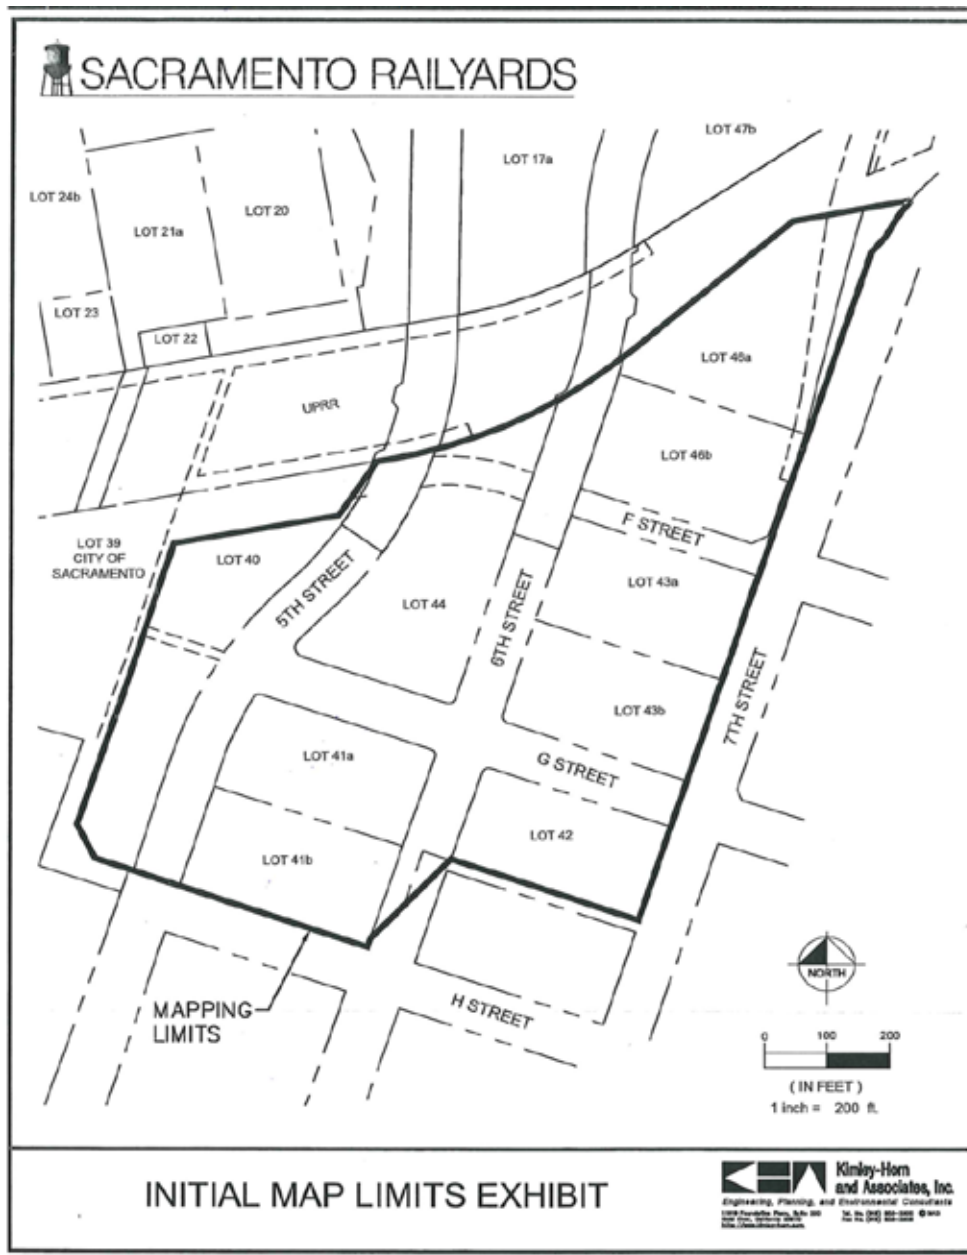 SACRAMENTO RAILYARDS
LOT 47b
LOT 17a
LOT 24b
LOT 20
LOT 21a
LOT 23
LOT 22
LOT 46a
UPRR
LOT 46b
F STREET
LOT 39
CITY OF
SACRAMENTO
LOT 40
5TH STREET
LOT 44
6TH STREET
LOT 43a
LOT 43b
7TH STREET
LOT 41a
G STREET
LOT 42
LOT 41b
NORTH
H STREET
MAPPING
LIMITS
0 100 200
( IN FEET )
1 inch = 200 ft.
INITIAL MAP LIMITS EXHIBIT
Kimley-Horn
and Associates, Inc.
Engineering, Planning, and Environmental Consultants